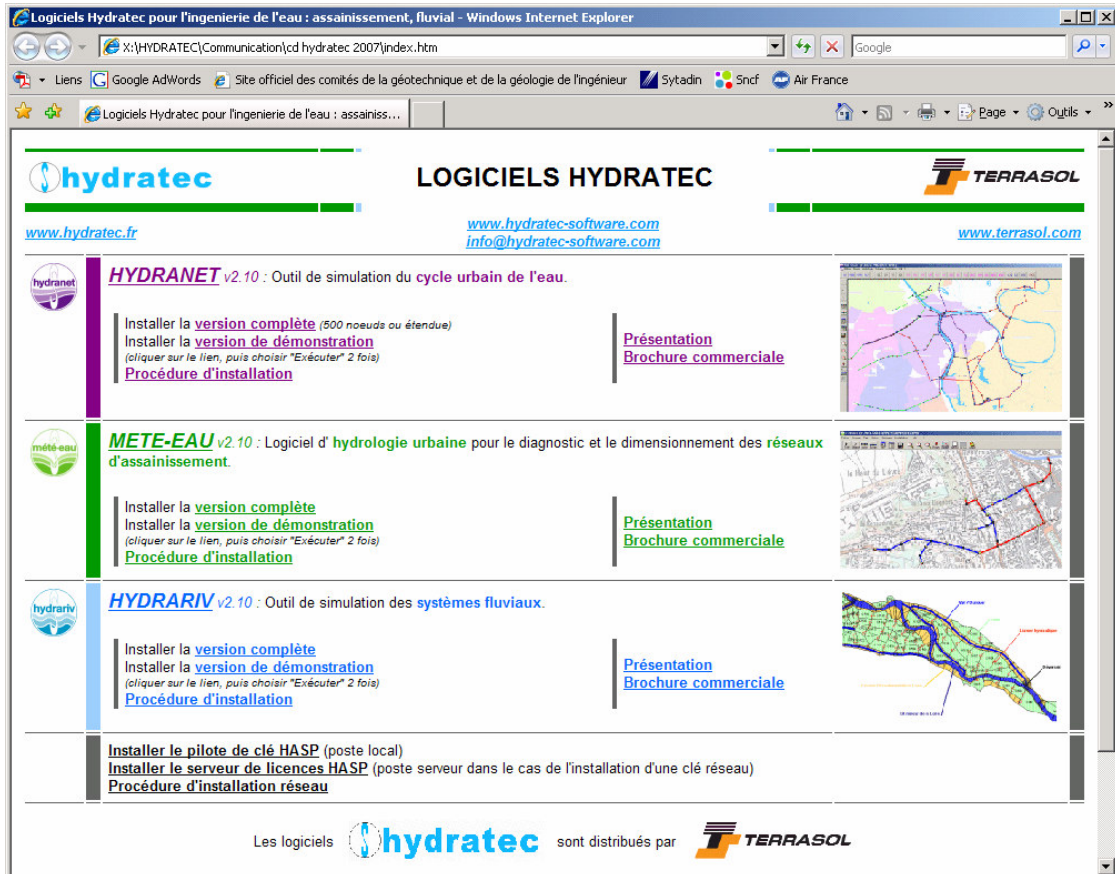 Logiciels Hydratec pour l'ingenierie de l'eau : assainissement, fluvial - Windows Internet Explorer
X:\HYDRATEC\Communication\cd hydratec 2007\index.htm
Google
Liens Google AdWords Site officiel des comités de la géotechnique et de la géologie de l'ingénieur Sytadin Sncf Air France
Logiciels Hydratec pour l'ingenierie de l'eau : assainiss...
Page Outils
hydratec LOGICIELS HYDRATEC TERRASOL
www.hydratec.fr www.hydratec-software.com www.terrasol.com
info@hydratec-software.com
hydranet
HYDRANET v2.10 : Outil de simulation du cycle urbain de l'eau.
Installer la version complète (500 noeuds ou étendue)
Installer la version de démonstration
(cliquer sur le lien, puis choisir "Exécuter" 2 fois)
Procédure d'installation
Présentation
Brochure commerciale
mété-eau
METE-EAU v2.10 : Logiciel d' hydrologie urbaine pour le diagnostic et le dimensionnement des réseaux
d'assainissement.
Installer la version complète
Installer la version de démonstration
(cliquer sur le lien, puis choisir "Exécuter" 2 fois)
Procédure d'installation
Présentation
Brochure commerciale
hydrariv
HYDRARIV v2.10 : Outil de simulation des systèmes fluviaux.
Installer la version complète
Installer la version de démonstration
(cliquer sur le lien, puis choisir "Exécuter" 2 fois)
Procédure d'installation
Présentation
Brochure commerciale
Installer le pilote de clé HASP (poste local)
Installer le serveur de licences HASP (poste serveur dans le cas de l'installation d'une clé réseau)
Procédure d'installation réseau
Les logiciels hydratec sont distribués par TERRASOL